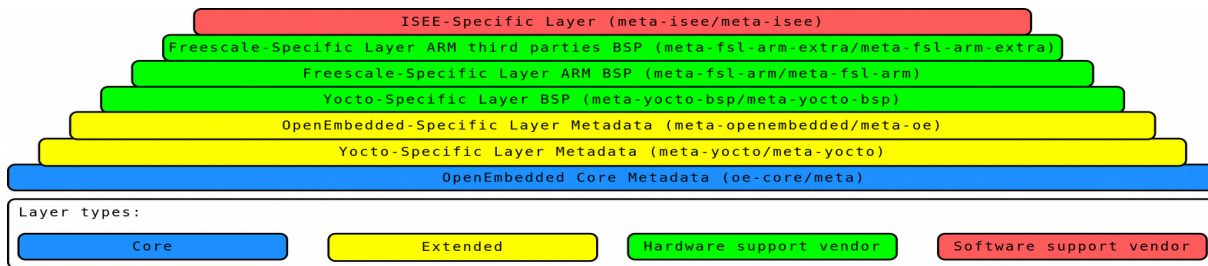 ISEE-Specific Layer (meta-isee/meta-isee)
Freescale-Specific Layer ARM third parties BSP (meta-fsl-arm-extra/meta-fsl-arm-extra)
Freescale-Specific Layer ARM BSP (meta-fsl-arm/meta-fsl-arm)
Yocto-Specific Layer BSP (meta-yocto-bsp/meta-yocto-bsp)
OpenEmbedded-Specific Layer Metadata (meta-openembedded/meta-oe)
Yocto-Specific Layer Metadata (meta-yocto/meta-yocto)
OpenEmbedded Core Metadata (oe-core/meta)
Layer types:
Core Extended Hardware support vendor Software support vendor